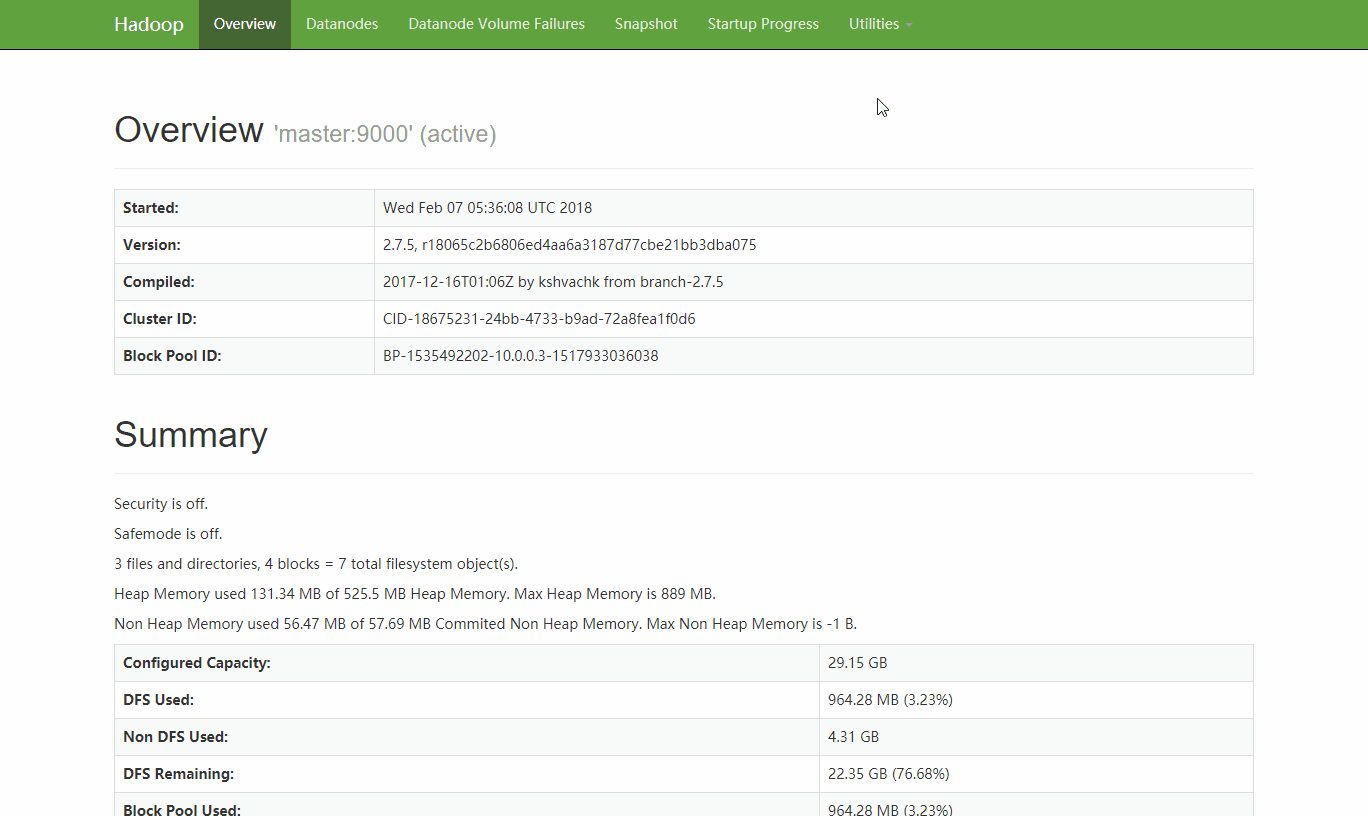 Hadoop Overview Datanodes Datanode Volume Failures Snapshot Startup Progress Utilities
Overview 'master:9000' (active)
Started: Wed Feb 07 05:36:08 UTC 2018
Version: 2.7.5, r18065c2b6806ed4aa6a3187d77cbe21bb3dba075
Compiled: 2017-12-16T01:06Z by kshvachk from branch-2.7.5
Cluster ID: CID-18675231-24bb-4733-b9ad-72a8fea1f0d6
Block Pool ID: BP-1535492202-10.0.0.3-1517933036038
Summary
Security is off.
Safemode is off.
3 files and directories, 4 blocks = 7 total filesystem object(s).
Heap Memory used 131.34 MB of 525.5 MB Heap Memory. Max Heap Memory is 889 MB.
Non Heap Memory used 56.47 MB of 57.69 MB Commited Non Heap Memory. Max Non Heap Memory is -1 B.
Configured Capacity: 29.15 GB
DFS Used: 964.28 MB (3.23%)
Non DFS Used: 4.31 GB
DFS Remaining: 22.35 GB (76.68%)
Block Pool Used: 964.28 MB (3.23%)